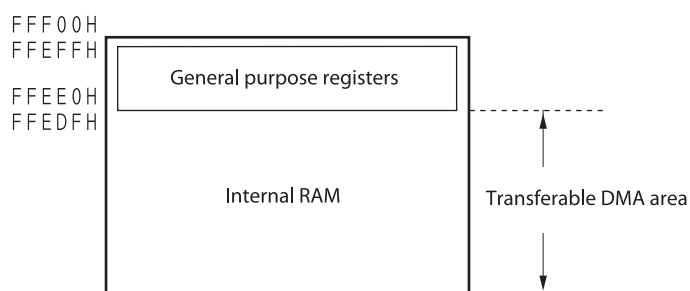 FFF00H
FFEFFH
General purpose registers
FFEE0H
FFEDFH
Internal RAM
Transferable DMA area